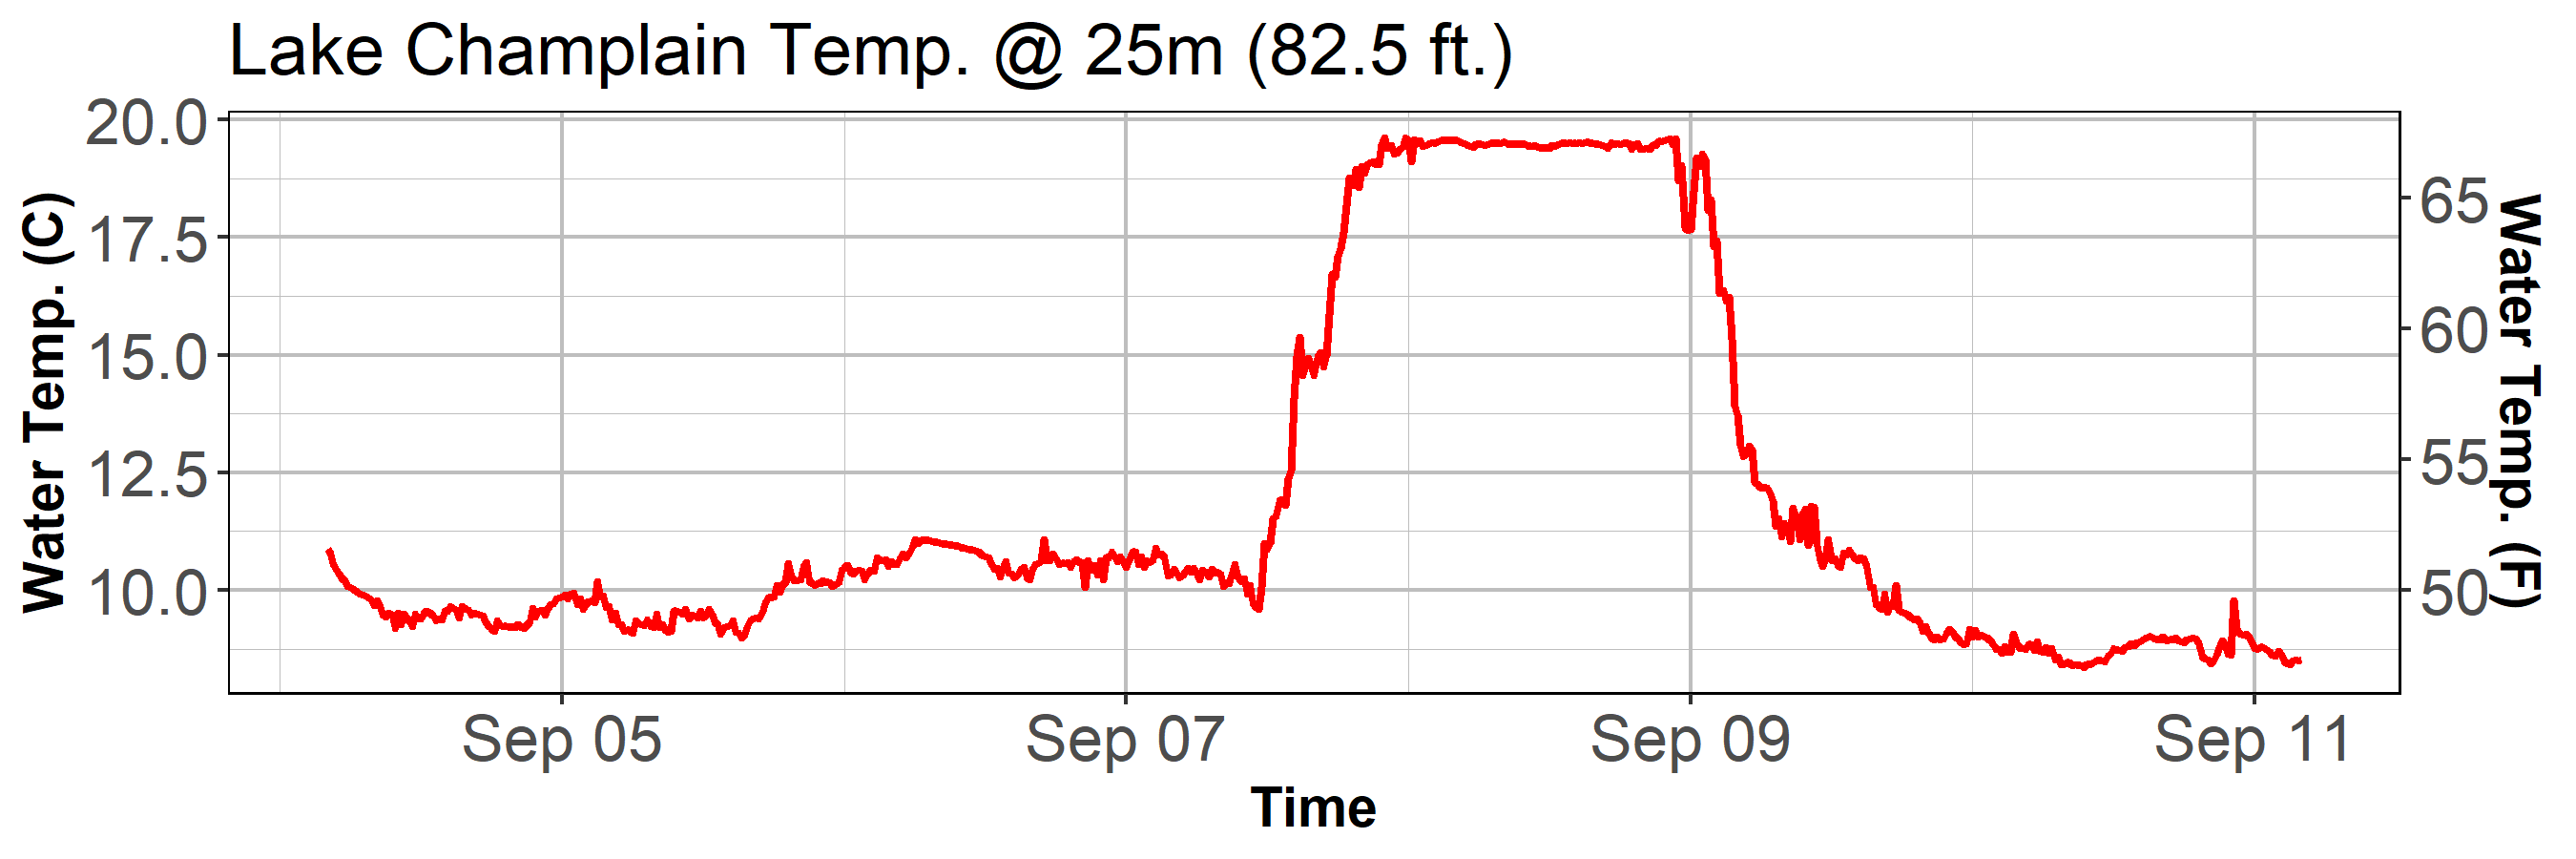 Lake Champlain Temp. @ 25m (82.5 ft.)
20.0
17.5
15.0
12.5
10.0
Water Temp. (C)
65
60
55
50
Water Temp. (F)
Sep 05
Sep 07
Sep 09
Sep 11
Time